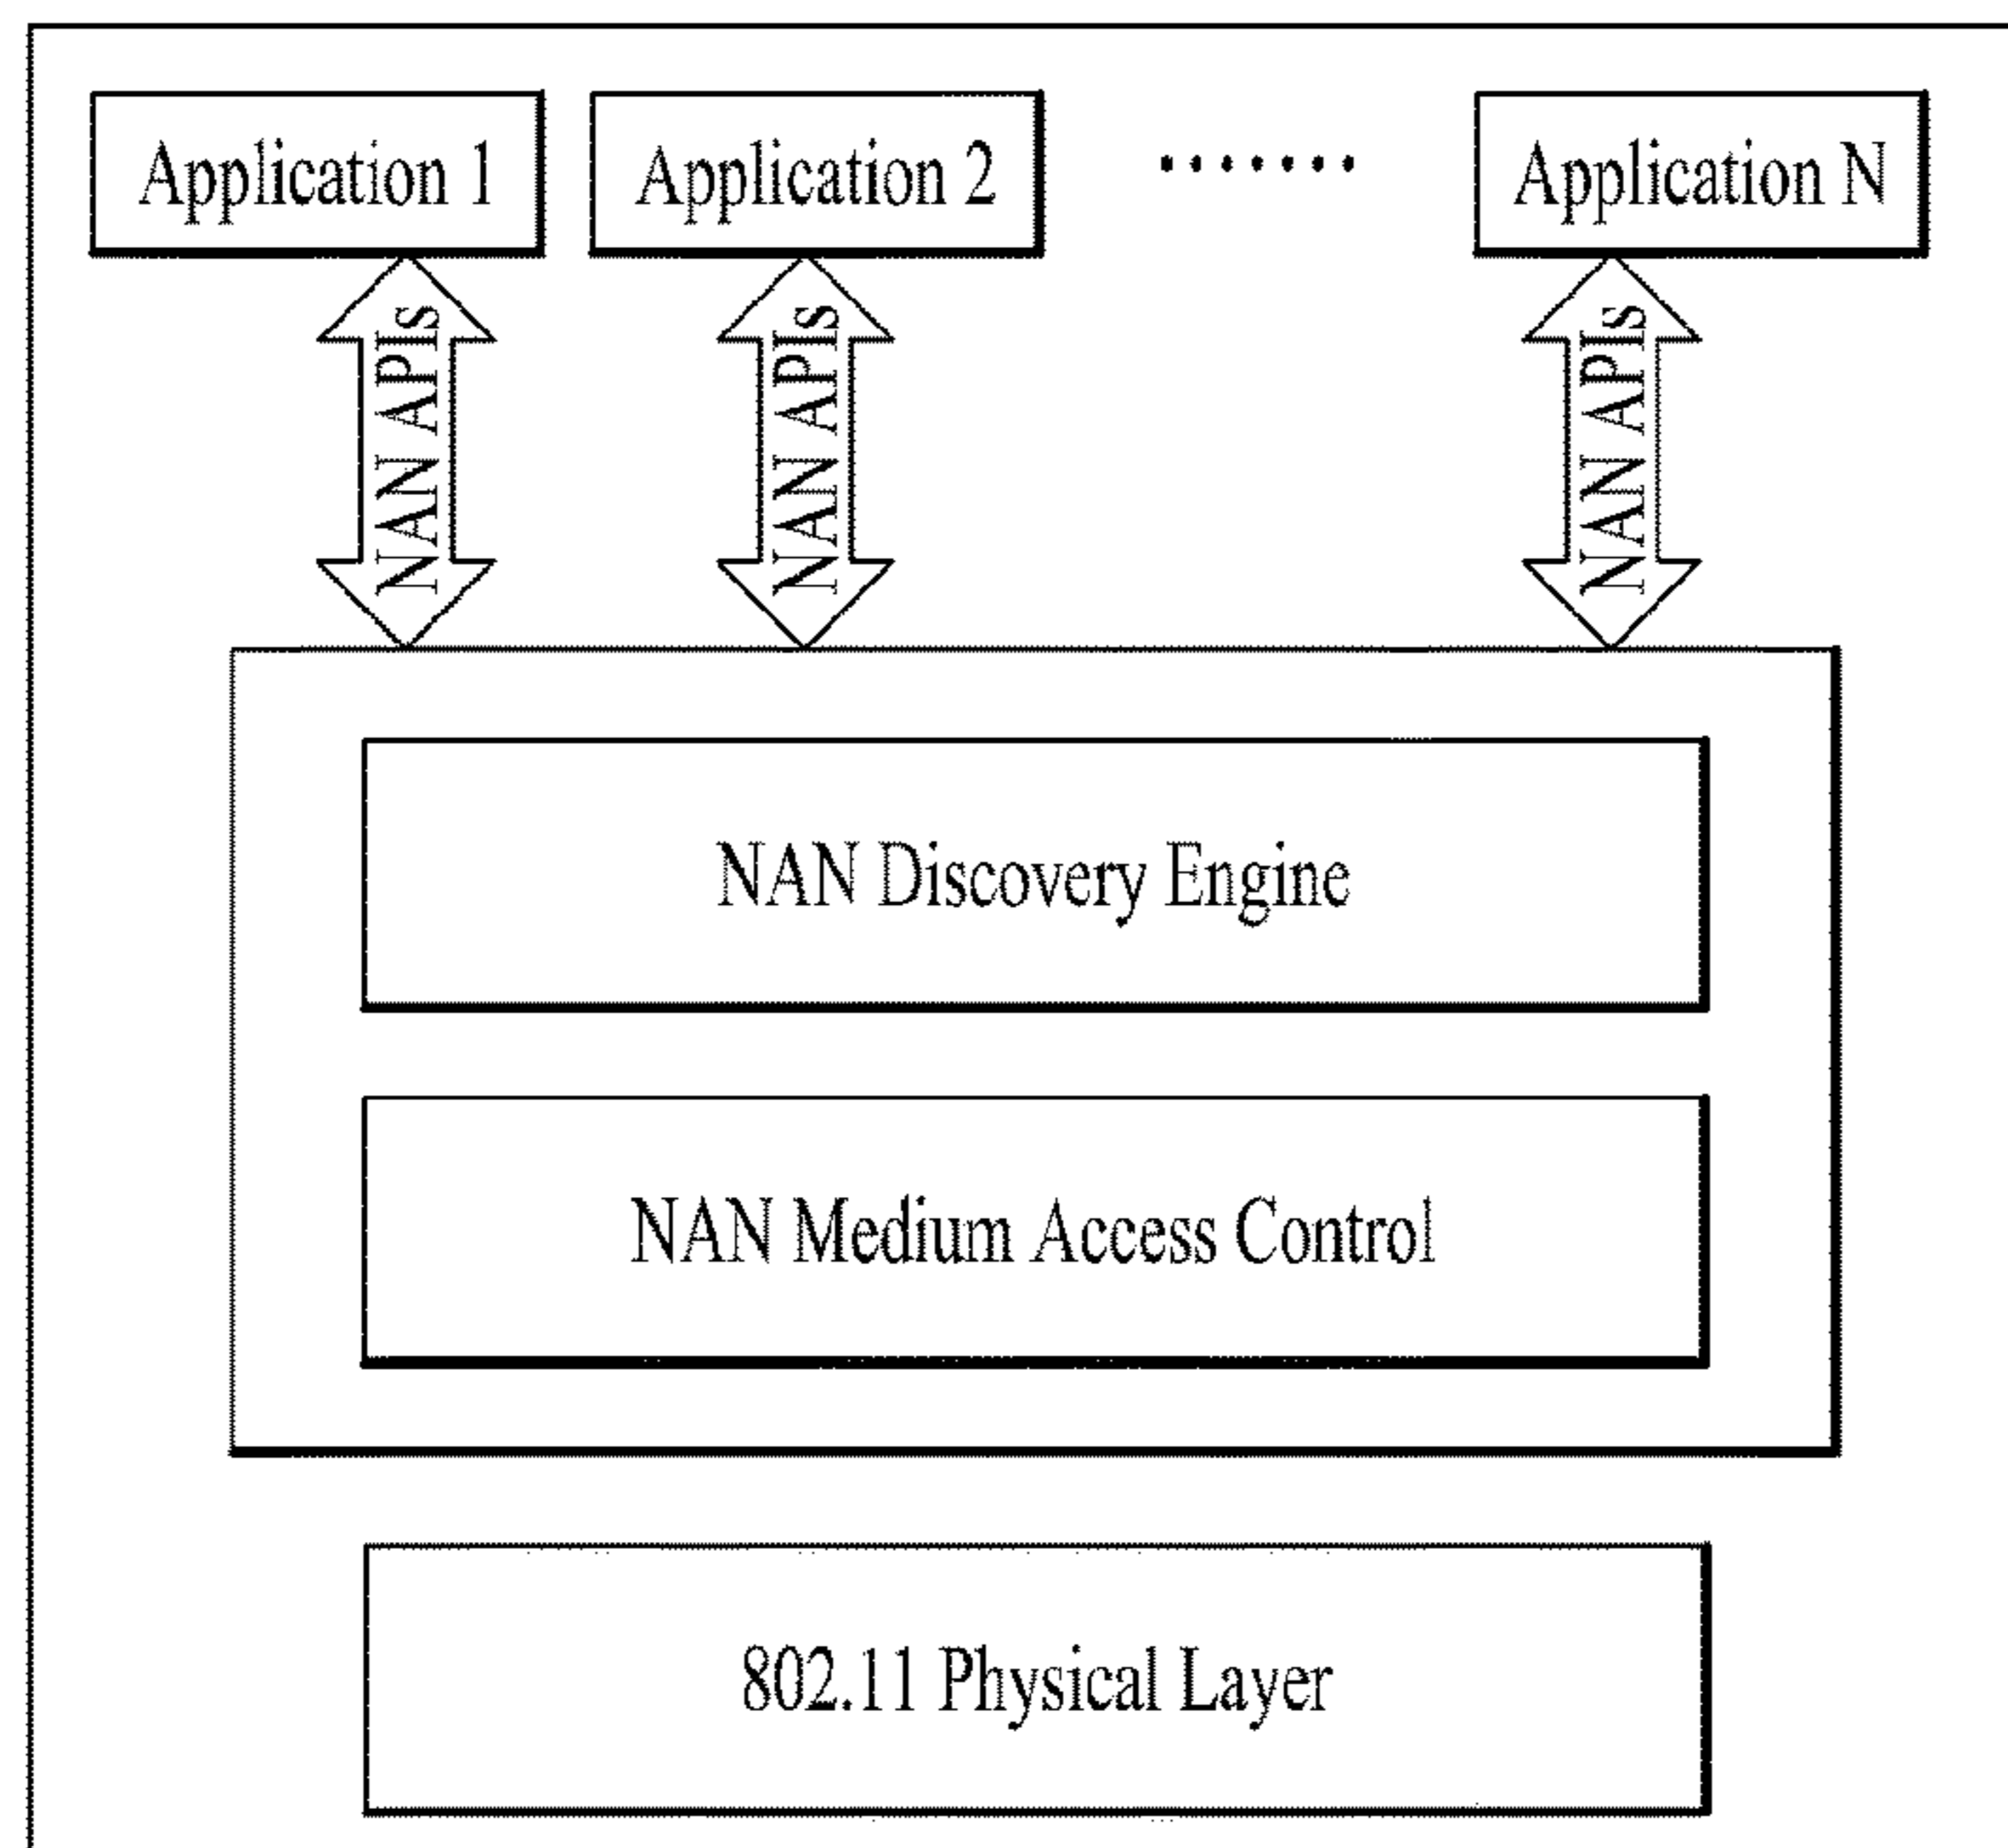 Application 1
Application 2
.......
Application N
NAN APIs
NAN APIs
NAN APIs
NAN Discovery Engine
NAN Medium Access Control
802.11 Physical Layer